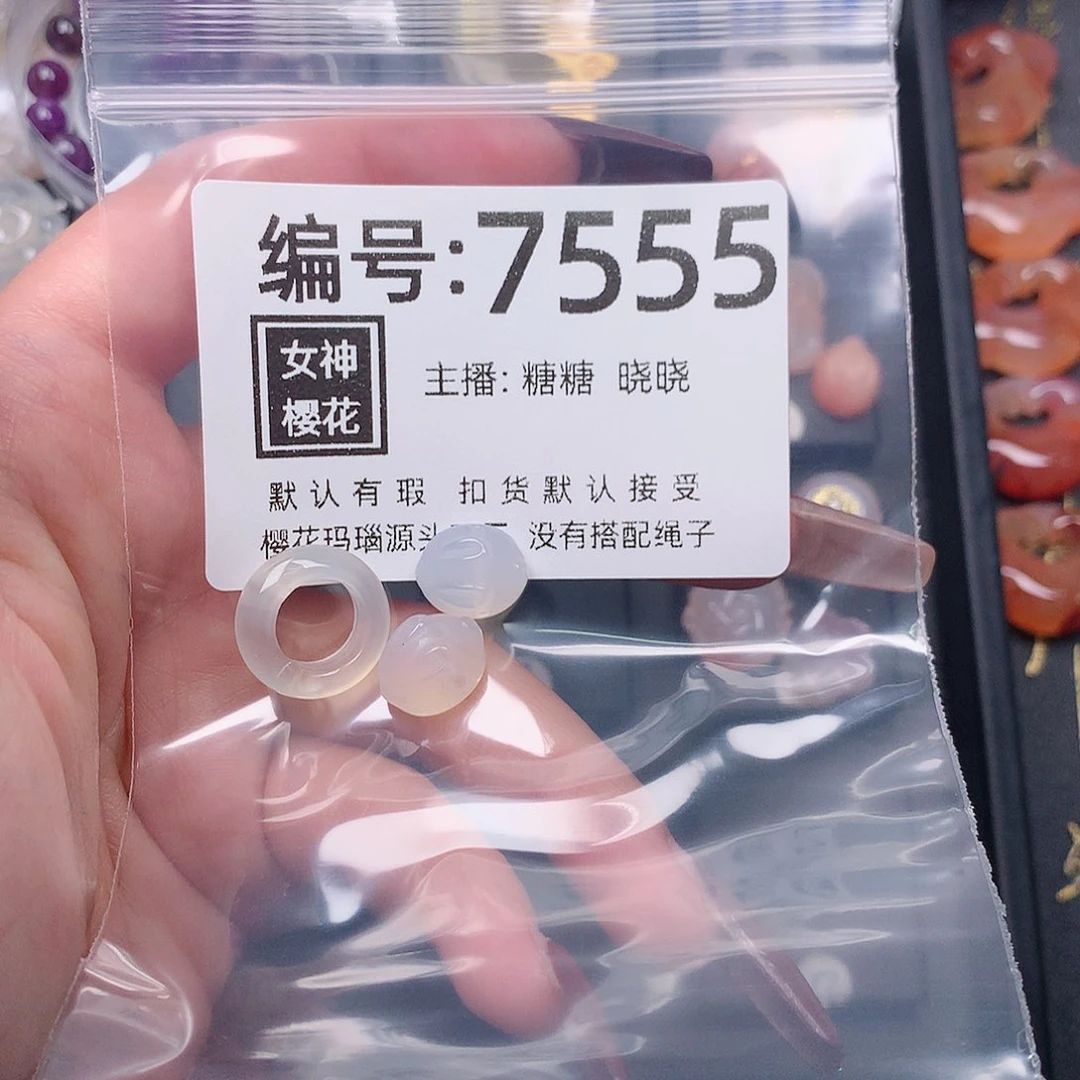 编号:7555
女神
樱花
主播: 糖糖 晓晓
默认有瑕 扣货默认接受
樱花玛瑙源头 没有搭配绳子